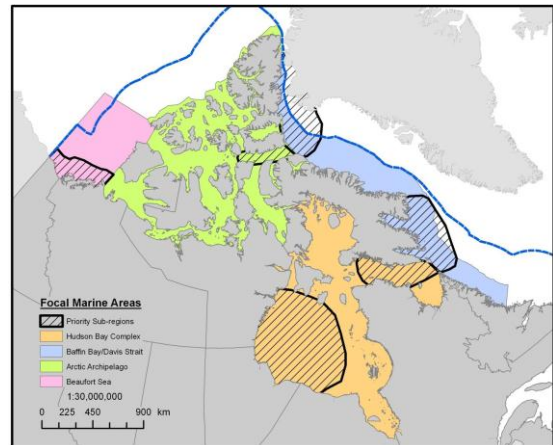 Focal Marine Areas
Priority Sub-regions
Hudson Bay Complex
Baffin Bay/Davis Strait
Arctic Archipelago
Beaufort Sea
1:30,000,000
0 225 450 900 km